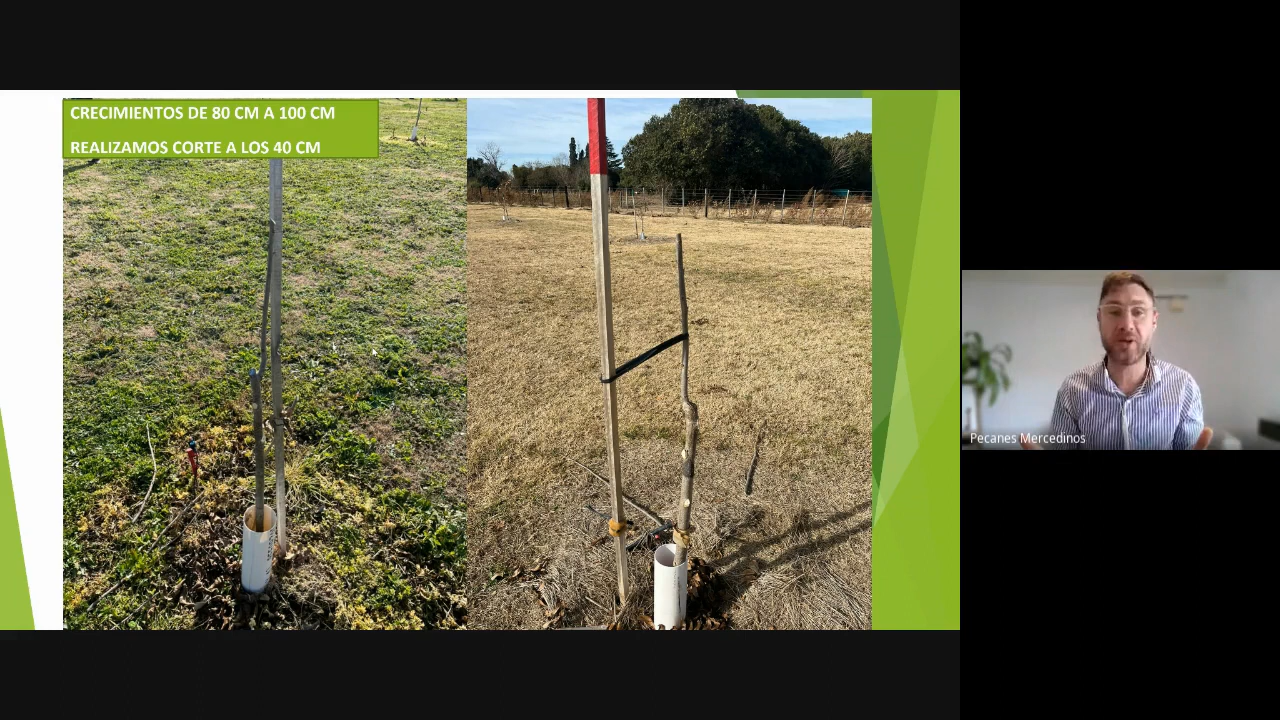 CRECIMIENTOS DE 80 CM A 100 CM
REALIZAMOS CORTE A LOS 40 CM
Pecanes Mercedinos